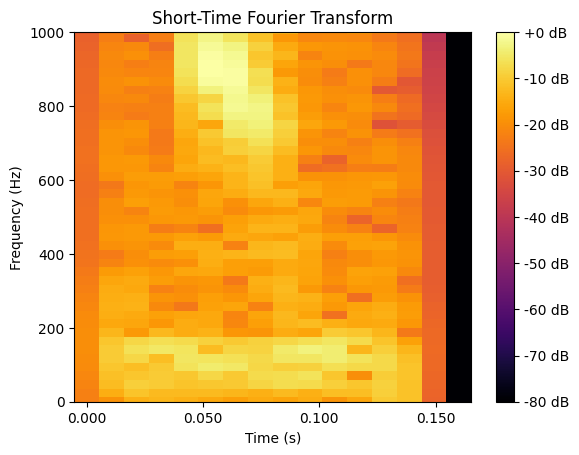 Short-Time Fourier Transform
1000
800
600
400
200
0
Frequency (Hz)
0.000
0.050
0.100
0.150
Time (s)
+0 dB
-10 dB
-20 dB
-30 dB
-40 dB
-50 dB
-60 dB
-70 dB
-80 dB